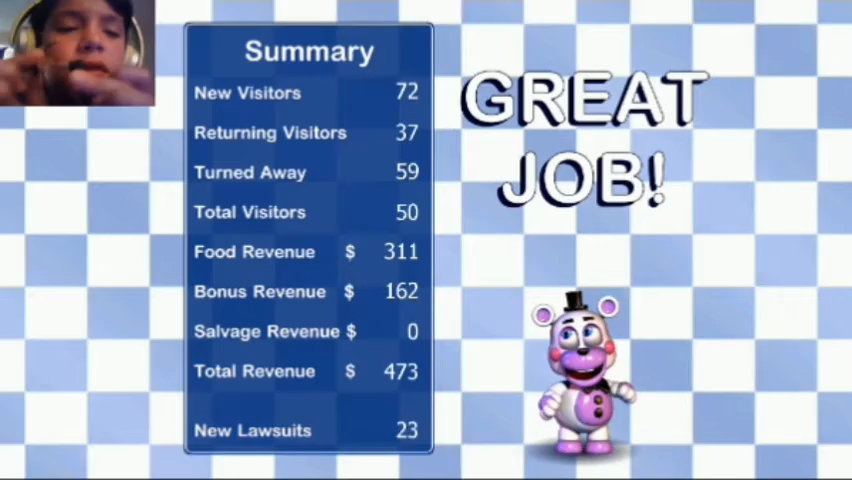 Summary
New Visitors 72
Returning Visitors 37
Turned Away 59
Total Visitors 50
Food Revenue $ 311
Bonus Revenue $ 162
Salvage Revenue $ 0
Total Revenue $ 473
New Lawsuits 23
GREAT
JOB!